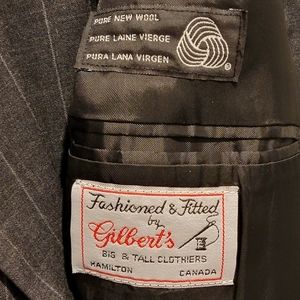 PURE NEW WOOL
PURE LAINE VIERGE
PURA LANA VIRGEN
®
Fashioned & Fitted
by
Gilbert's
BIG & TALL CLOTHIERS
HAMILTON CANADA